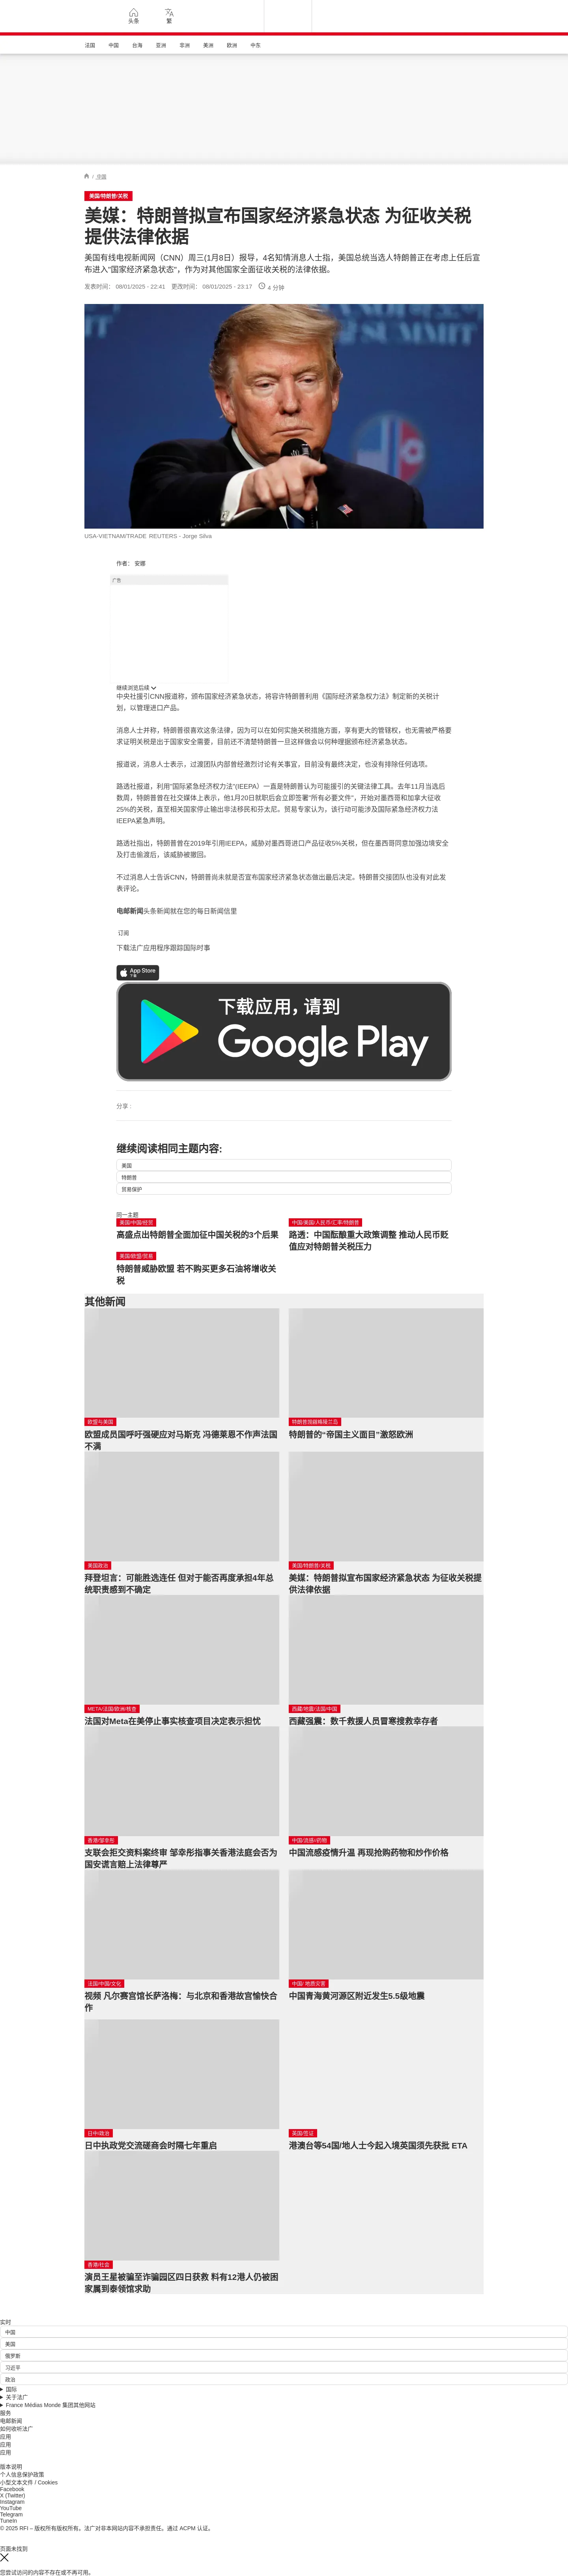 头条
繁
法国 中国 台海 亚洲 非洲 美洲 欧洲 中东
/ 中国
美国/特朗普/关税
美媒：特朗普拟宣布国家经济紧急状态 为征收关税
提供法律依据
美国有线电视新闻网（CNN）周三(1月8日）报导，4名知情消息人士指，美国总统当选人特朗普正在考虑上任后宣
布进入“国家经济紧急状态”，作为对其他国家全面征收关税的法律依据。
发表时间： 08/01/2025 - 22:41 更改时间： 08/01/2025 - 23:17 4 分钟
USA-VIETNAM/TRADE REUTERS - Jorge Silva
作者： 安娜
广告
继续浏览后续
中央社援引CNN报道称，颁布国家经济紧急状态，将容许特朗普利用《国际经济紧急权力法》制定新的关税计
划，以管理进口产品。
消息人士并称，特朗普很喜欢这条法律，因为可以在如何实施关税措施方面，享有更大的管辖权，也无需被严格要
求证明关税是出于国家安全需要，目前还不清楚特朗普一旦这样做会以何种理据颁布经济紧急状态。
报道说，消息人士表示，过渡团队内部曾经激烈讨论有关事宜，目前没有最终决定，也没有排除任何选项。
路透社报道，利用"国际紧急经济权力法"(IEEPA）一直是特朗普认为可能援引的关键法律工具。去年11月当选后
数周，特朗普曾在社交媒体上表示，他1月20日就职后会立即签署"所有必要文件"，开始对墨西哥和加拿大征收
25%的关税，直至相关国家停止输出非法移民和芬太尼。贸易专家认为，该行动可能涉及国际紧急经济权力法
IEEPA紧急声明。
路透社指出，特朗普曾在2019年引用IEEPA，威胁对墨西哥进口产品征收5%关税，但在墨西哥同意加强边境安全
及打击偷渡后，该威胁被撤回。
不过消息人士告诉CNN，特朗普尚未就是否宣布国家经济紧急状态做出最后决定。特朗普交接团队也没有对此发
表评论。
电邮新闻头条新闻就在您的每日新闻信里
订阅
下载法广应用程序跟踪国际时事
App Store
下载
下载应用，请到
Google Play
分享 :
继续阅读相同主题内容:
美国
特朗普
贸易保护
同一主题
美国/中国/经贸
高盛点出特朗普全面加征中国关税的3个后果
中国/美国/人民币/汇率/特朗普
路透：中国酝酿重大政策调整 推动人民币贬
值应对特朗普关税压力
美国/欧盟/贸易
特朗普威胁欧盟 若不购买更多石油将增收关
税
其他新闻
欧盟与美国
欧盟成员国呼吁强硬应对马斯克 冯德莱恩不作声法国
不满
特朗普觊觎格陵兰岛
特朗普的“帝国主义面目”激怒欧洲
美国政治
拜登坦言：可能胜选连任 但对于能否再度承担4年总
统职责感到不确定
美国/特朗普/关税
美媒：特朗普拟宣布国家经济紧急状态 为征收关税提
供法律依据
META/法国/欧洲/核查
法国对Meta在美停止事实核查项目决定表示担忧
西藏/地震/法国/中国
西藏强震：数千救援人员冒寒搜救幸存者
香港/邹幸彤
支联会拒交资料案终审 邹幸彤指事关香港法庭会否为
国安谎言赔上法律尊严
中国/流感=药物
中国流感疫情升温 再现抢购药物和炒作价格
法国/中国/文化
视频 凡尔赛宫馆长萨洛梅：与北京和香港故宫愉快合
作
中国/ 地质灾害
中国青海黄河源区附近发生5.5级地震
日中/政治
日中执政党交流磋商会时隔七年重启
英国/签证
港澳台等54国/地人士今起入境英国须先获批 ETA
香港/社会
演员王星被骗至诈骗园区四日获救 料有12港人仍被困
家属到泰领馆求助
实时
中国
美国
俄罗斯
习近平
政治
国际
关于法广
France Médias Monde 集团其他网站
服务
电邮新闻
如何收听法广
应用
应用
应用
版本说明
个人信息保护政策
小型文本文件 / Cookies
Facebook
X (Twitter)
Instagram
YouTube
Telegram
TuneIn
© 2025 RFI – 版权所有版权所有。法广对非本网站内容不承担责任。通过 ACPM 认证。
页面未找到
您尝试访问的内容不存在或不再可用。